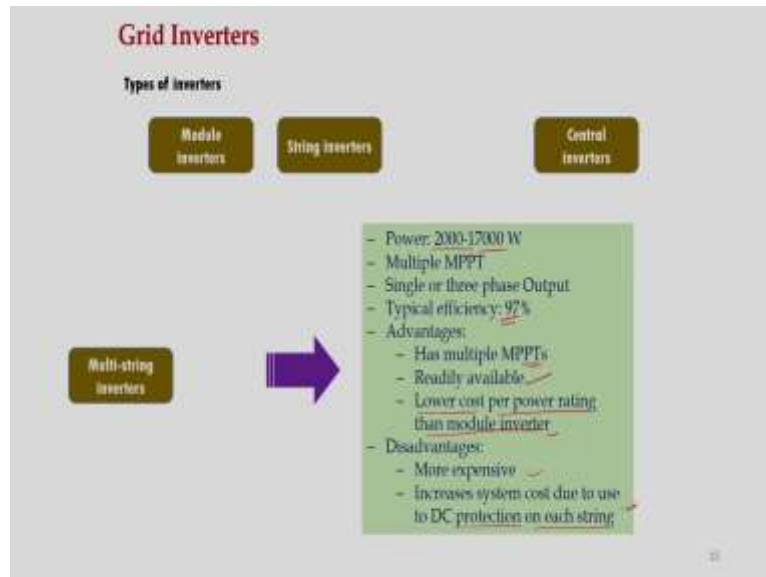 Grid Inverters
Types of inverters
Module
inverters
String inverters
Central
inverters
Multi-string
inverters
– Power: 2000-17000 W
– Multiple MPPT
– Single or three phase Output
– Typical efficiency: 97%
– Advantages:
– Has multiple MPPTs
– Readily available
– Lower cost per power rating
than module inverter
– Disadvantages:
– More expensive
– Increases system cost due to use
to DC protection on each string